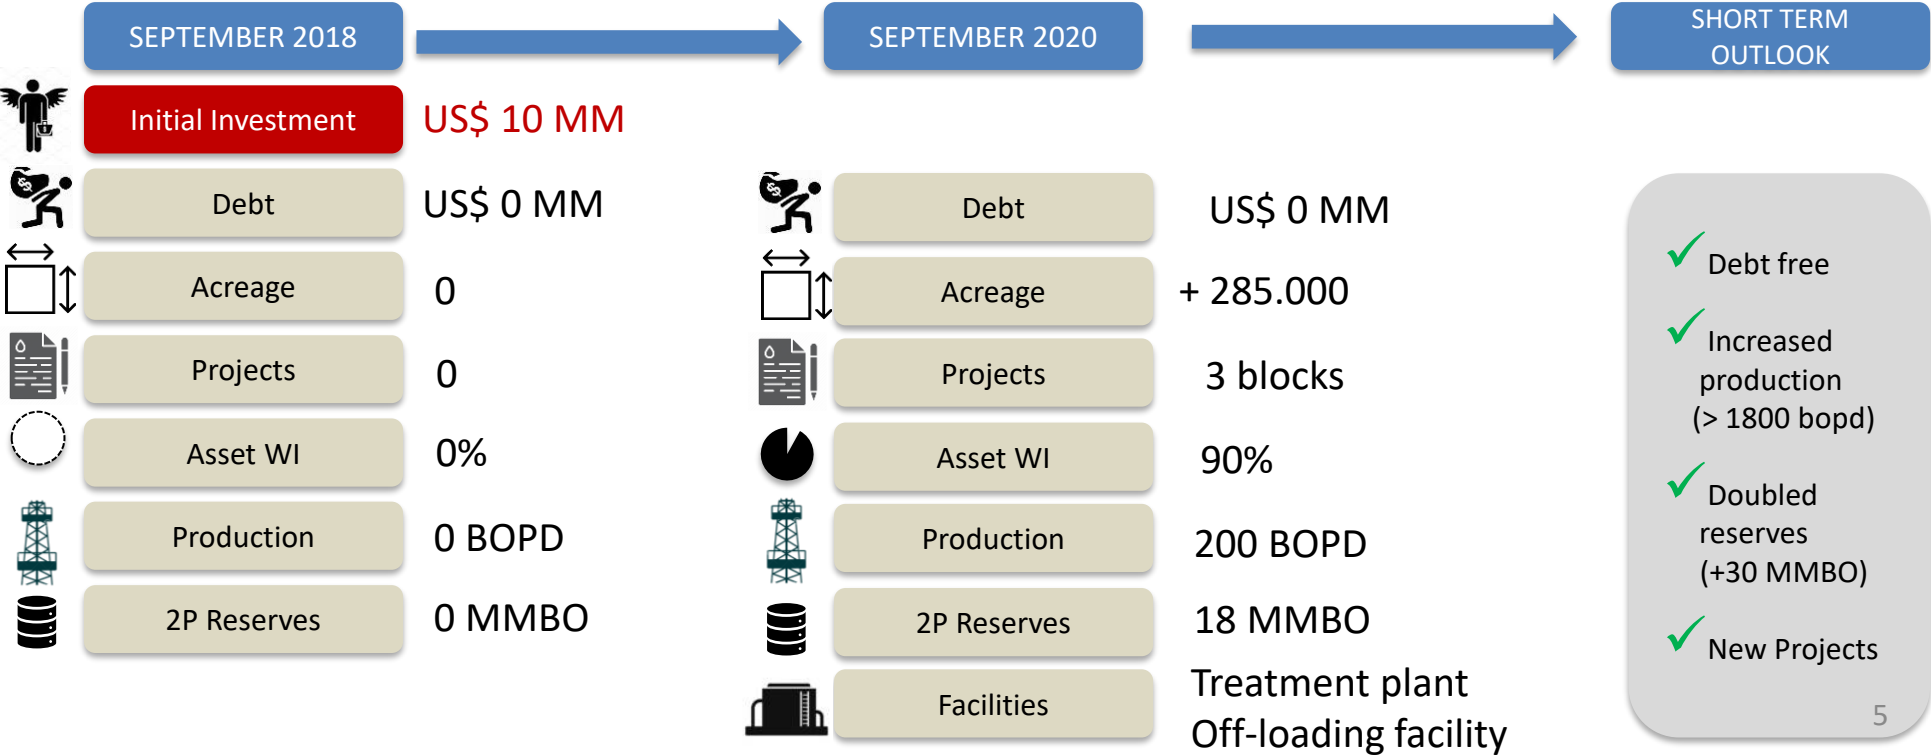 SEPTEMBER 2018
SEPTEMBER 2020
SHORT TERM
OUTLOOK
Initial Investment
US$ 10 MM
Debt
US$ 0 MM
Acreage
0
Projects
0
Asset WI
0%
Production
0 BOPD
2P Reserves
0 MMBO
Debt
US$ 0 MM
Acreage
+ 285.000
Projects
3 blocks
Asset WI
90%
Production
200 BOPD
2P Reserves
18 MMBO
Facilities
Treatment plant
Off-loading facility
Debt free
Increased
production
(> 1800 bopd)
Doubled
reserves
(+30 MMBO)
New Projects
5